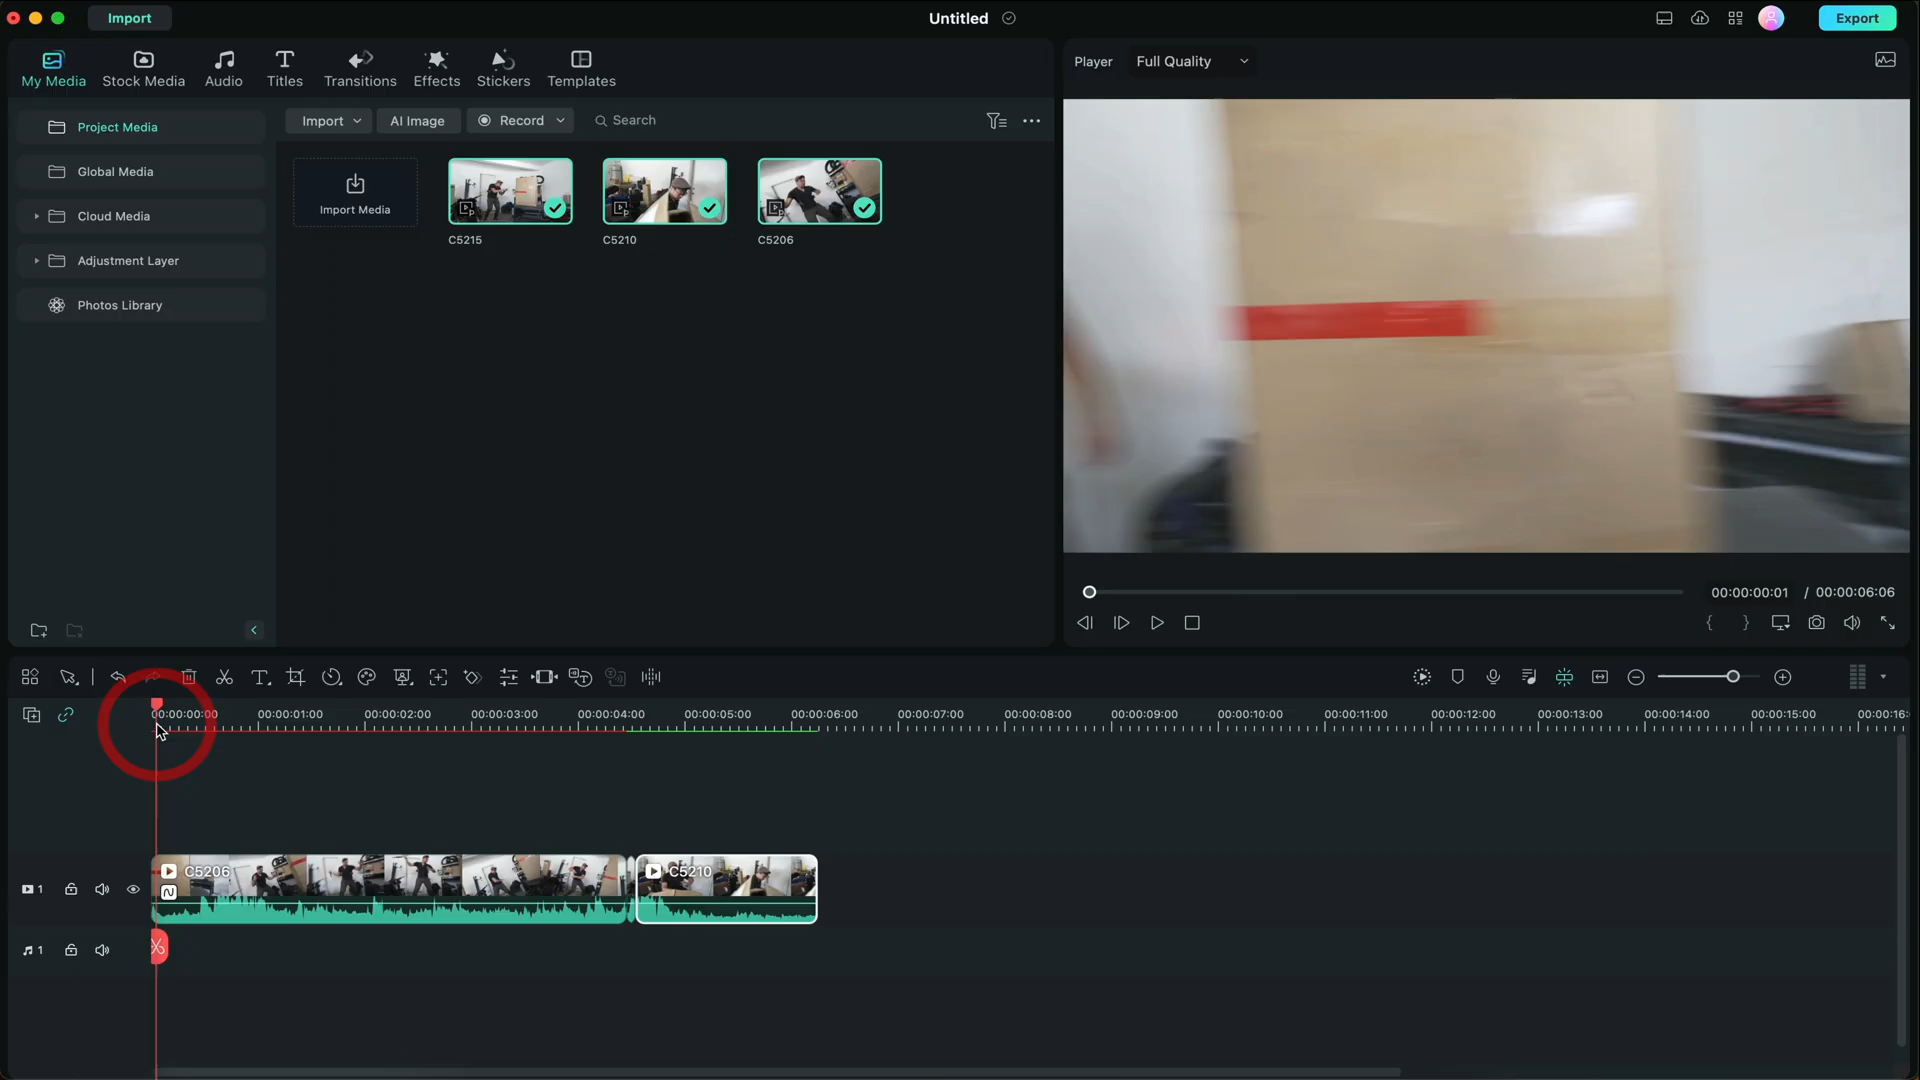 Import
Untitled
Export
My Media
Stock Media
Audio
Titles
Transitions
Effects
Stickers
Templates
Player
Full Quality
Project Media
Global Media
Cloud Media
Adjustment Layer
Photos Library
Import
AI Image
Record
Search
Import Media
C5215
C5210
C5206
00:00:00:01 / 00:00:06:06
00:00:00:00 00:00:01:00 00:00:02:00 00:00:03:00 00:00:04:00 00:00:05:00 00:00:06:00 00:00:07:00 00:00:08:00 00:00:09:00 00:00:10:00 00:00:11:00 00:00:12:00 00:00:13:00 00:00:14:00 00:00:15:00 00:00:16:
C5206
C5210
1
1